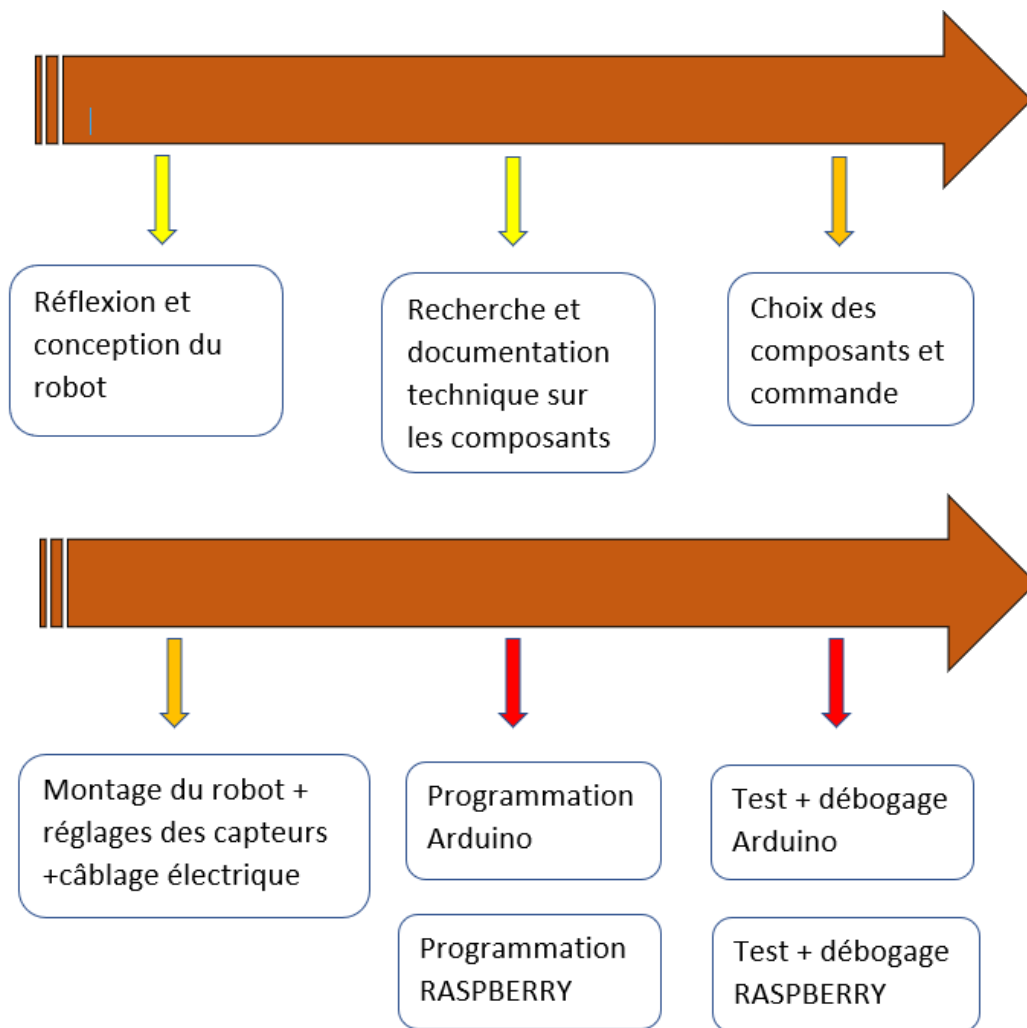 Réflexion et
conception du
robot
Recherche et
documentation
technique sur
les composants
Choix des
composants et
commande
Montage du robot +
réglages des capteurs
+câblage électrique
Programmation
Arduino
Test + débogage
Arduino
Programmation
RASPBERRY
Test + débogage
RASPBERRY